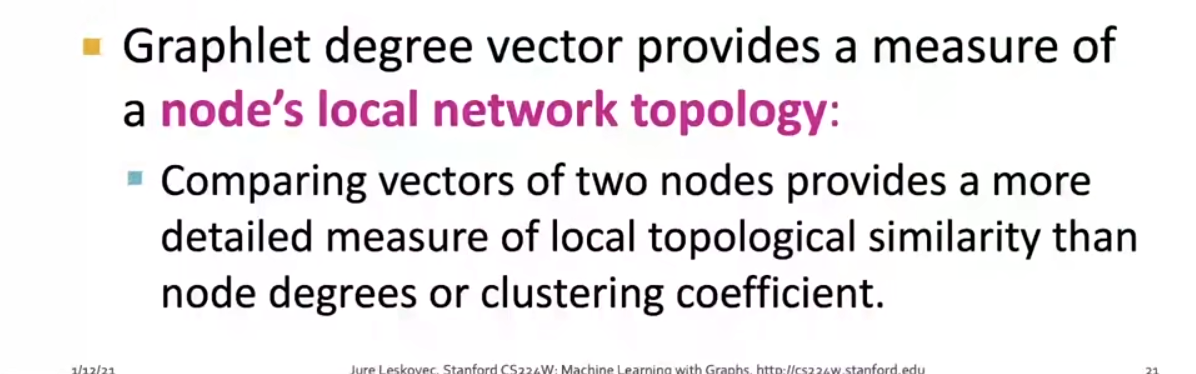 Graphlet degree vector provides a measure of
a node's local network topology:
Comparing vectors of two nodes provides a more
detailed measure of local topological similarity than
node degrees or clustering coefficient.
1/12/21 Jure Leskovec, Stanford CS224W: Machine Learning with Graphs, http://cs224w.stanford.edu 21